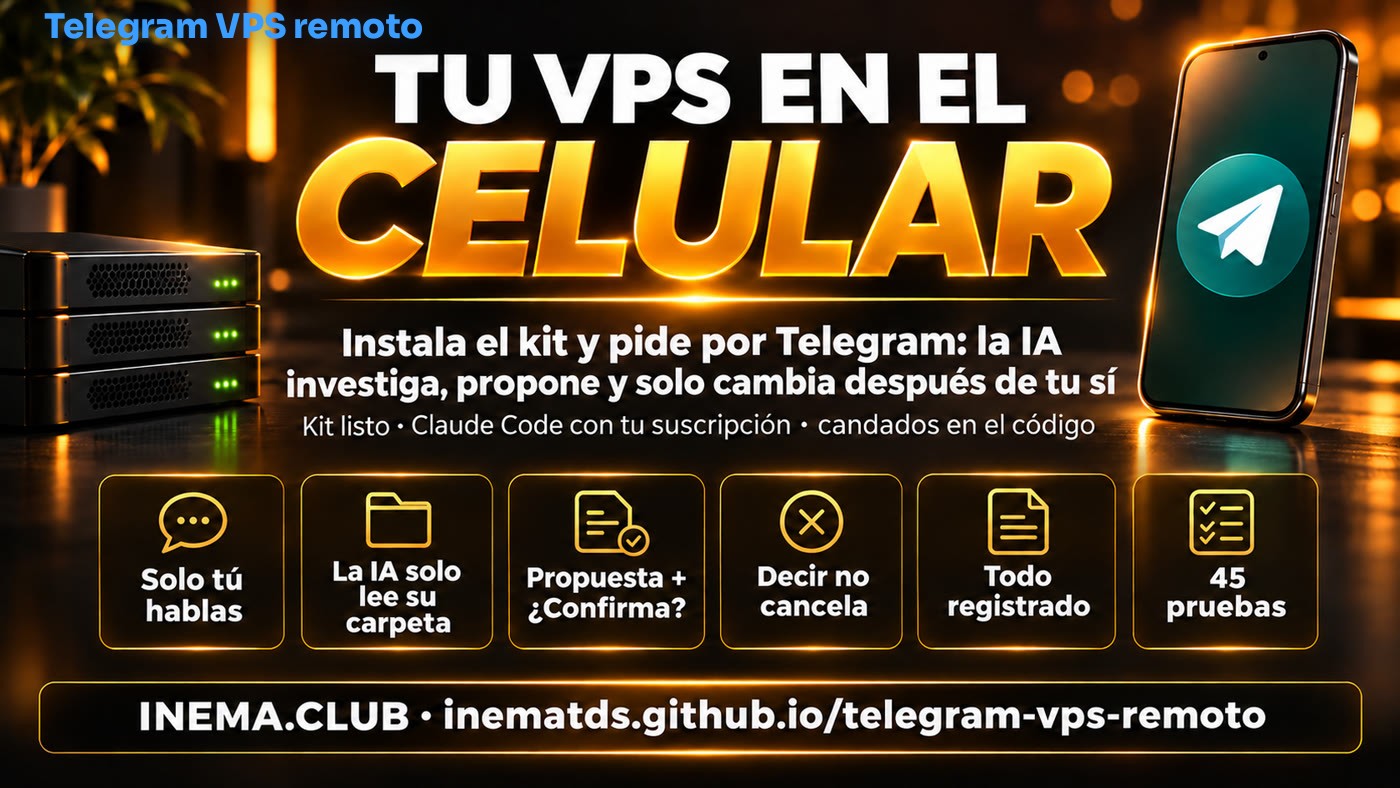 Telegram VPS remoto
TU VPS EN EL
CELULAR
Instala el kit y pide por Telegram: la IA
investiga, propone y solo cambia después de tu sí
Kit listo • Claude Code con tu suscripción • candados en el código
Solo tú
hablas
La IA solo
lee su
carpeta
Propuesta +
¿Confirma?
Decir no
cancela
Todo
registrado
45
pruebas
INEMA.CLUB • inematds.github.io/telegram-vps-remoto